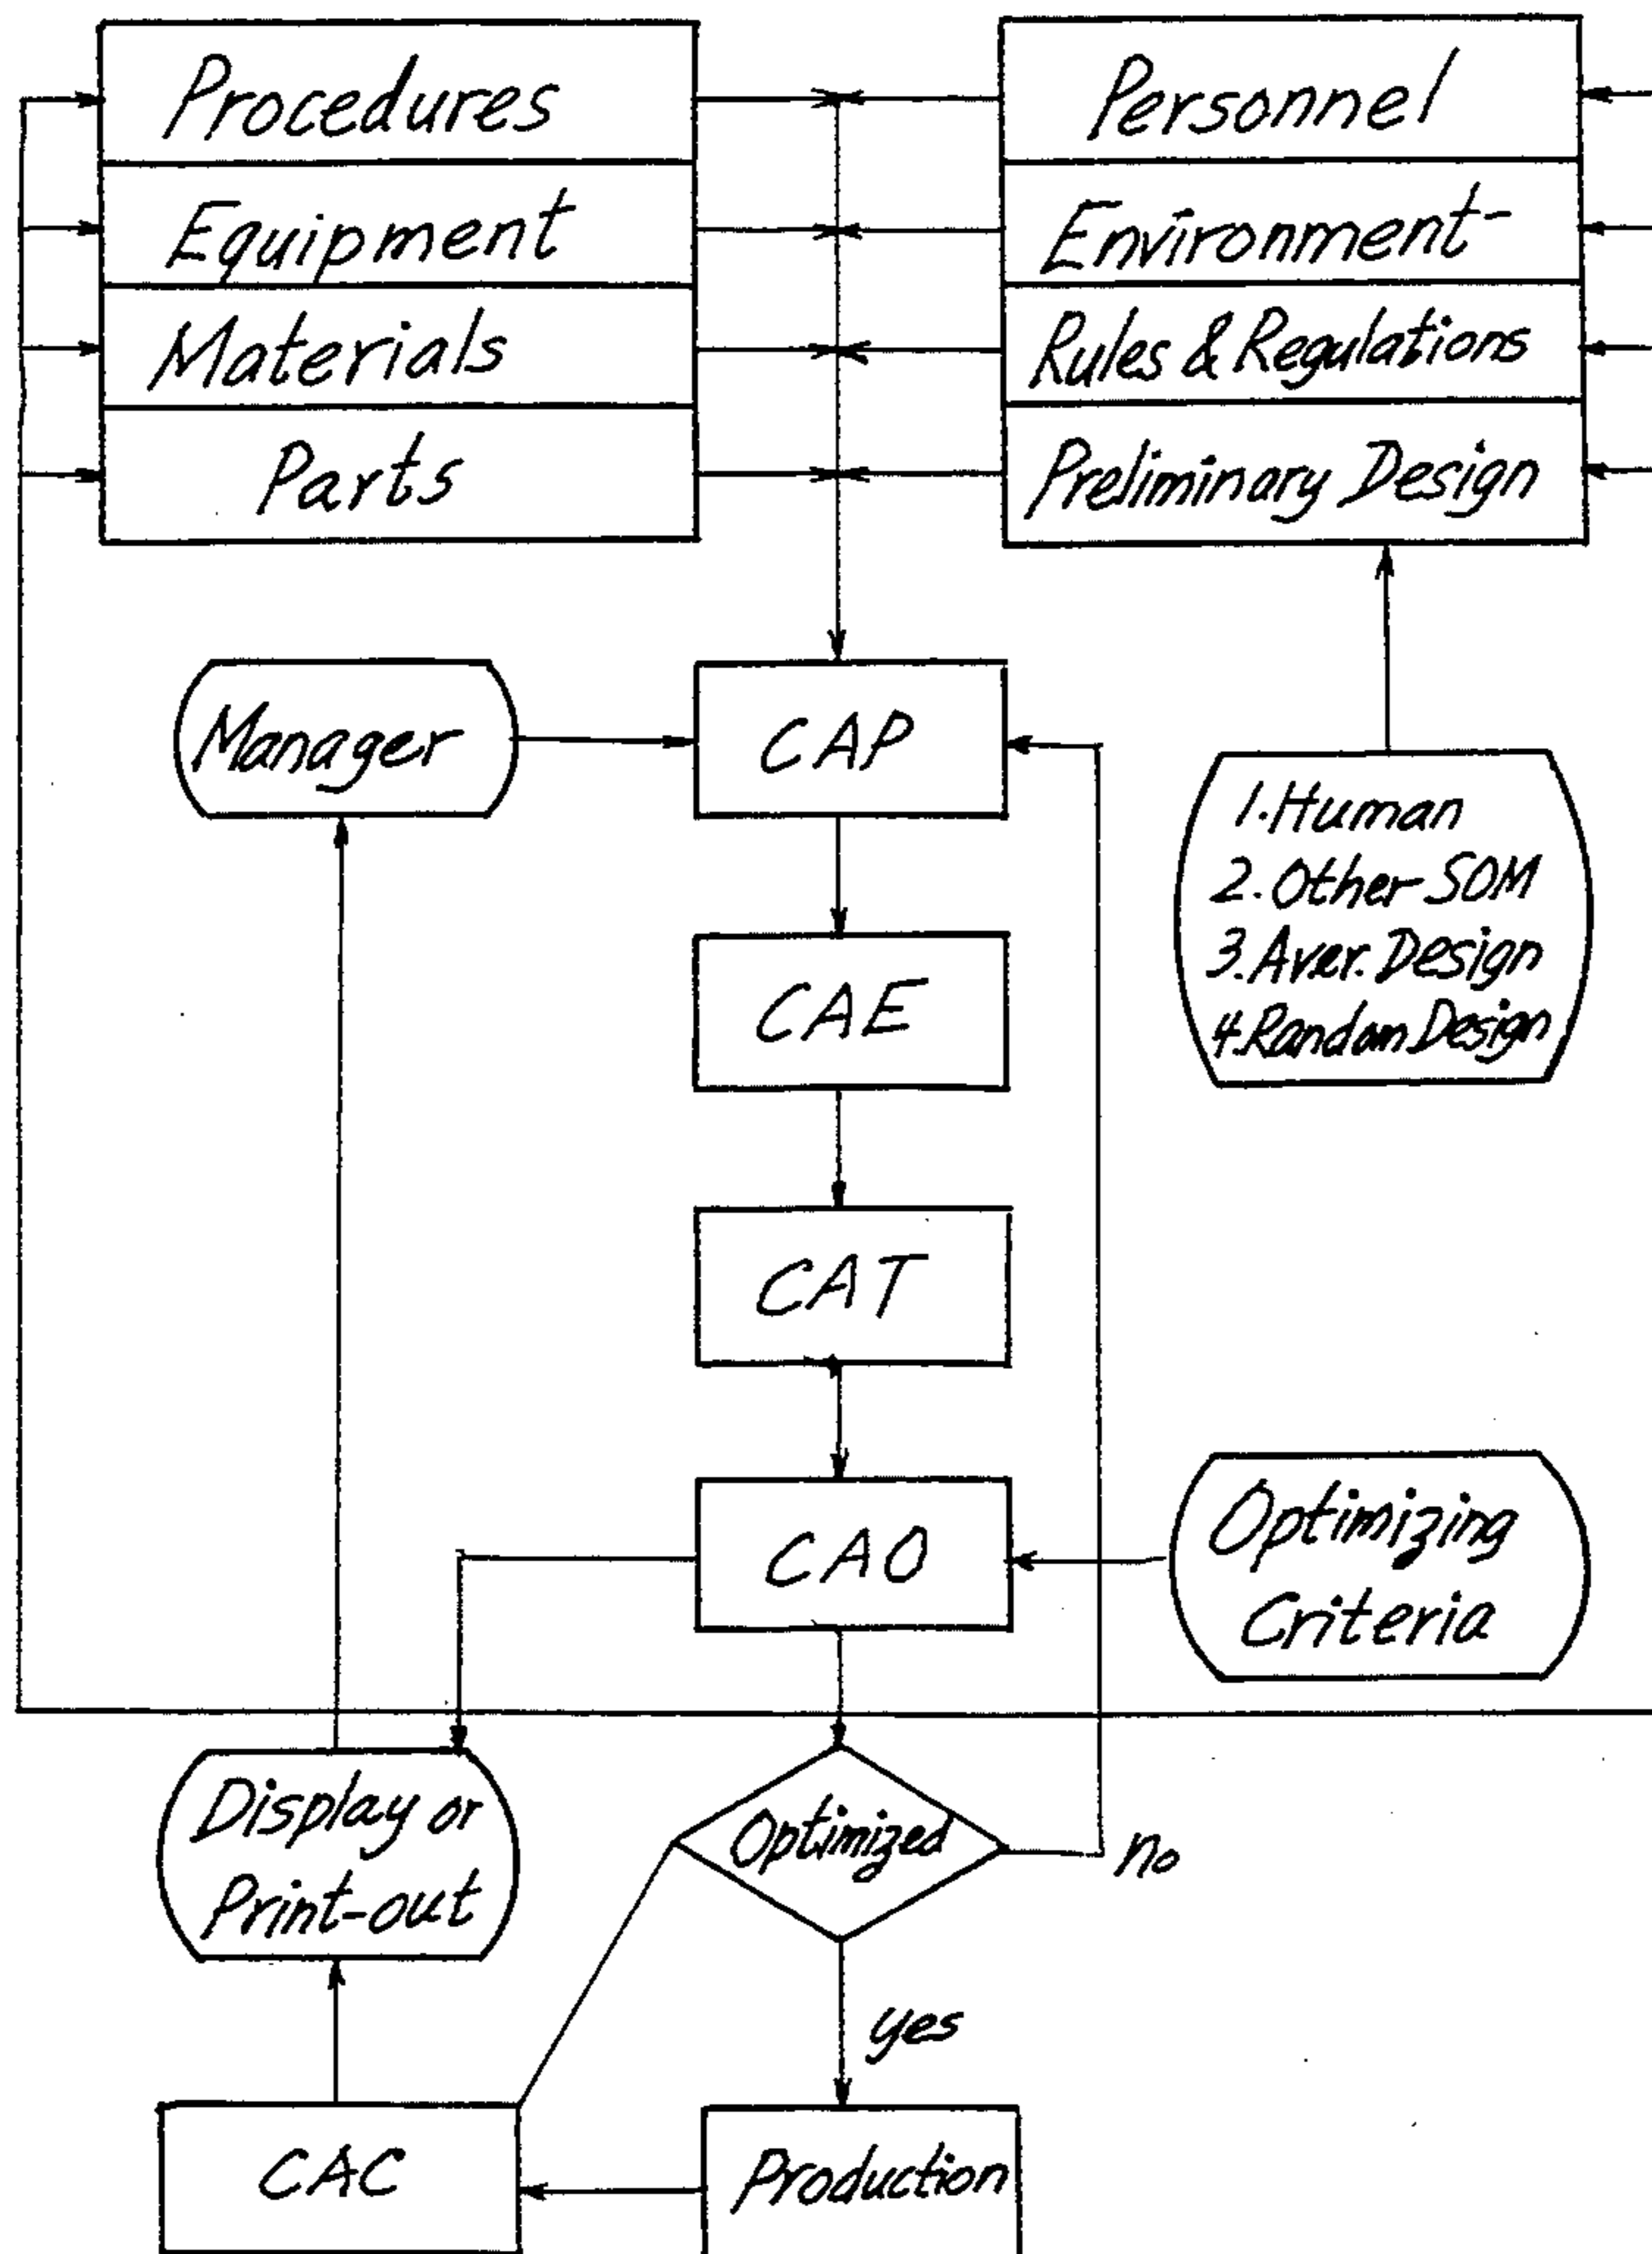 Procedures
Equipment
Materials
Parts
Personnel
Environment
Rules & Regulations
Preliminary Design
Manager
CAP
1. Human
2. Other SOM
3. Aver. Design
4. Random Design
CAE
CAT
CAO
Optimizing
Criteria
Display or
Print-out
Optimized
no
yes
CAC
Production